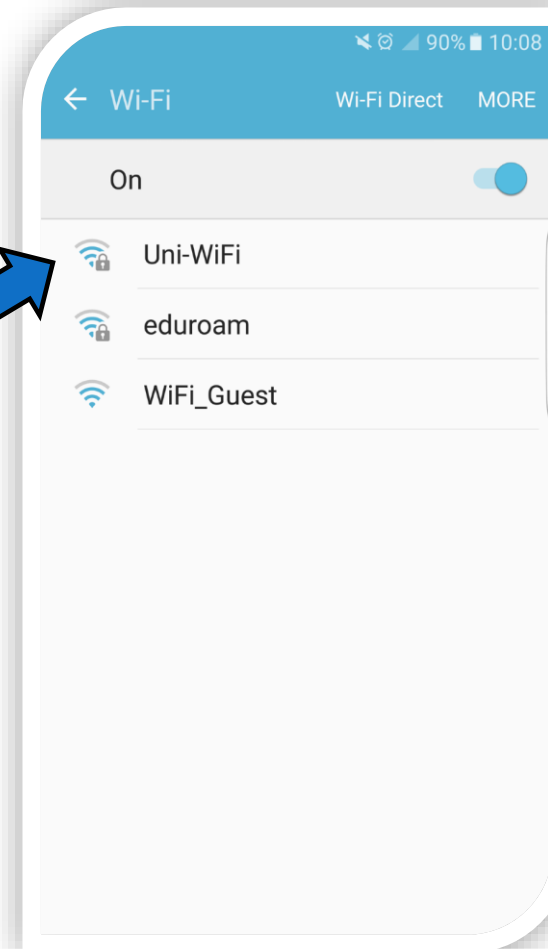 90% 10:08
Wi-Fi Wi-Fi Direct MORE
On
Uni-WiFi
eduroam
WiFi_Guest